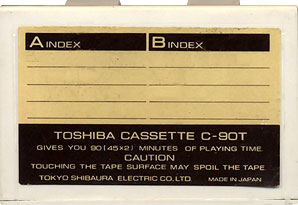 A INDEX B INDEX
TOSHIBA CASSETTE C-90T
GIVES YOU 90(45×2) MINUTES OF PLAYING TIME.
CAUTION
TOUCHING THE TAPE SURFACE MAY SPOIL THE TAPE.
TOKYO SHIBAURA ELECTRIC CO. LTD. MADE IN JAPAN